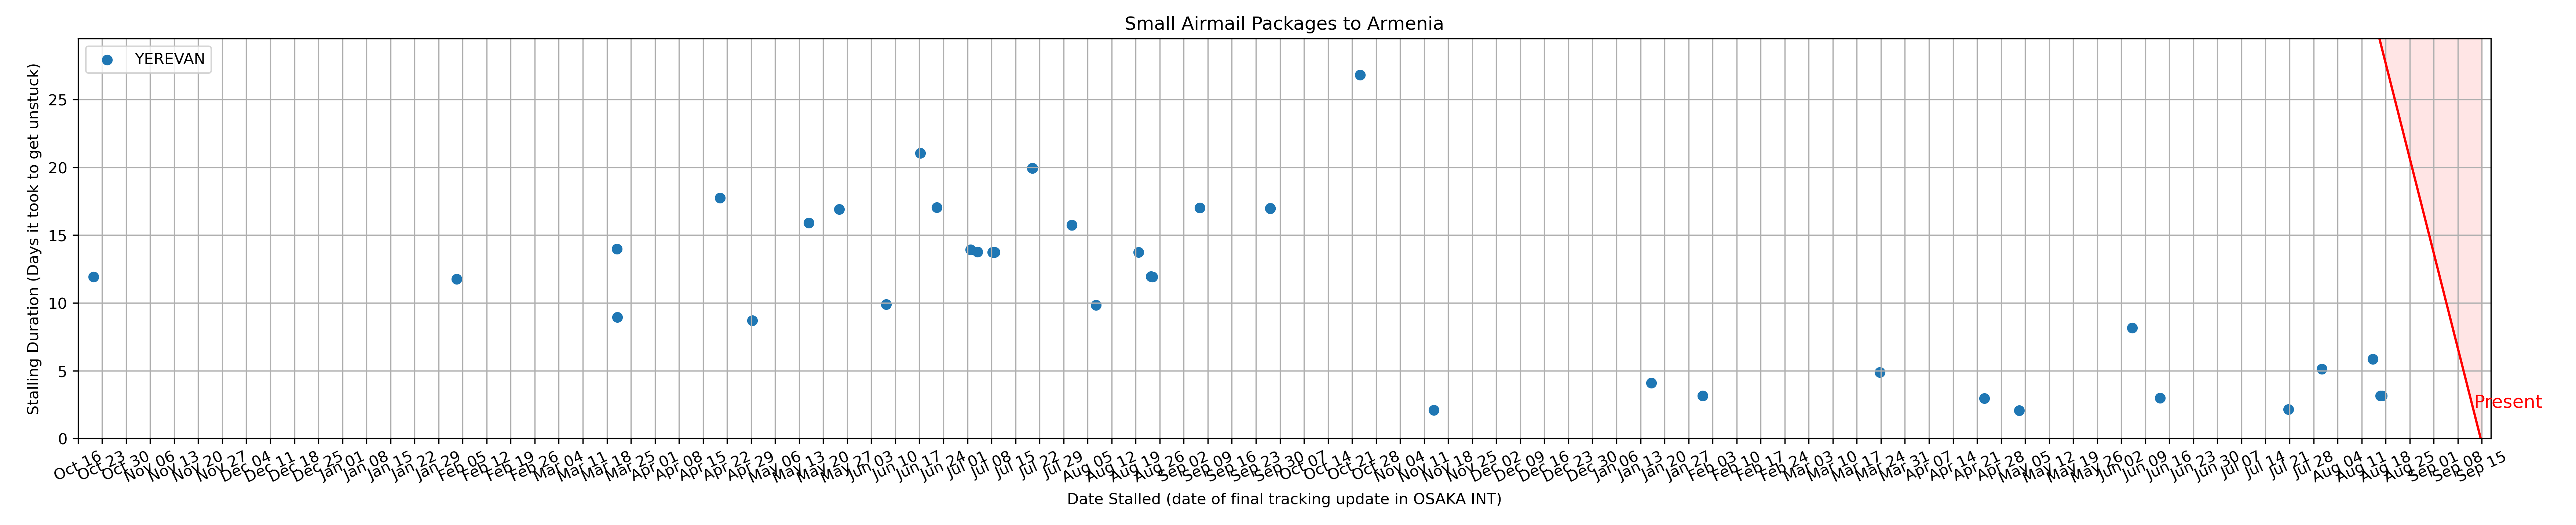 Small Airmail Packages to Armenia
YEREVAN
Stalling Duration (Days it took to get unstuck)
25
20
15
10
5
0
Present
Oct 16 Oct 23 Oct 30 Nov 06 Nov 13 Nov 20 Nov 27 Dec 04 Dec 11 Dec 18 Dec 25 Jan 01 Jan 08 Jan 15 Jan 22 Jan 29 Feb 05 Feb 12 Feb 19 Feb 26 Mar 04 Mar 11 Mar 18 Mar 25 Apr 01 Apr 08 Apr 15 Apr 22 Apr 29 May 06 May 13 May 20 May 27 Jun 03 Jun 10 Jun 17 Jun 24 Jul 01 Jul 08 Jul 15 Jul 22 Jul 29 Aug 05 Aug 12 Aug 19 Aug 26 Sep 02 Sep 09 Sep 16 Sep 23 Sep 30 Oct 07 Oct 14 Oct 21 Oct 28 Nov 04 Nov 11 Nov 18 Nov 25 Dec 02 Dec 09 Dec 16 Dec 23 Dec 30 Jan 06 Jan 13 Jan 20 Jan 27 Feb 03 Feb 10 Feb 17 Feb 24 Mar 03 Mar 10 Mar 17 Mar 24 Mar 31 Apr 07 Apr 14 Apr 21 Apr 28 May 05 May 12 May 19 May 26 Jun 02 Jun 09 Jun 16 Jun 23 Jun 30 Jul 07 Jul 14 Jul 21 Jul 28 Aug 04 Aug 11 Aug 18 Aug 25 Sep 01 Sep 08 Sep 15
Date Stalled (date of final tracking update in OSAKA INT)